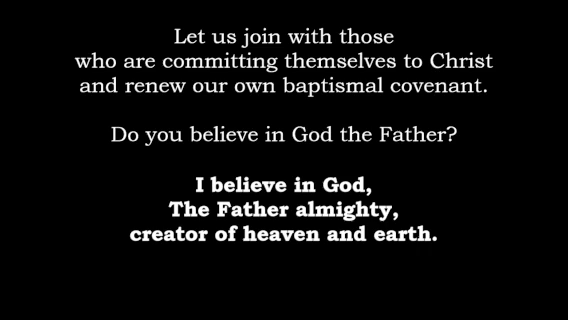 Let us join with those
who are committing themselves to Christ
and renew our own baptismal covenant.
Do you believe in God the Father?
I believe in God,
The Father almighty,
creator of heaven and earth.